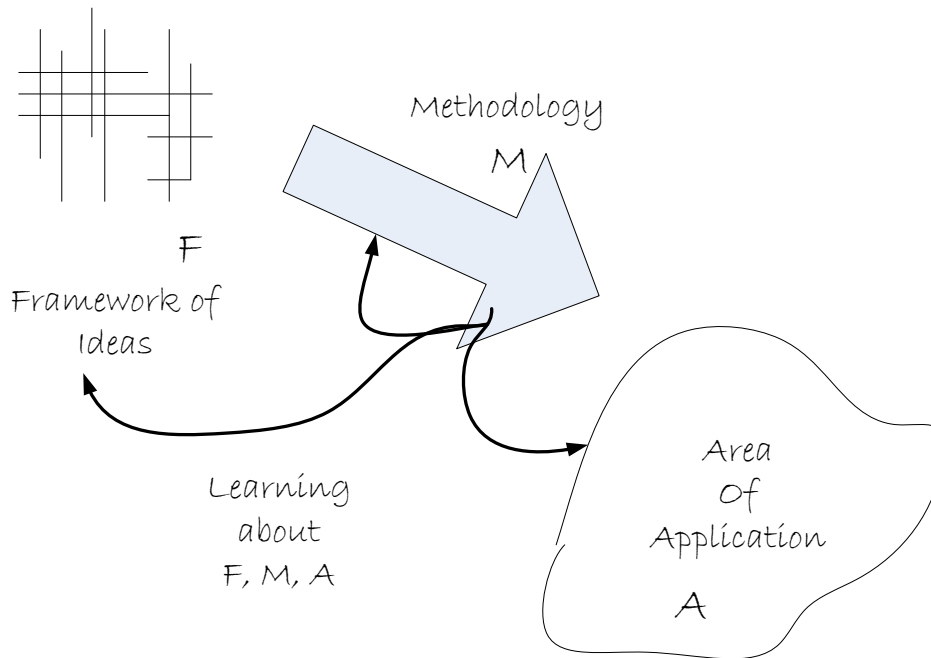 Methodology
M
F
Framework of
Ideas
Learning
about
F, M, A
Area
Of
Application
A